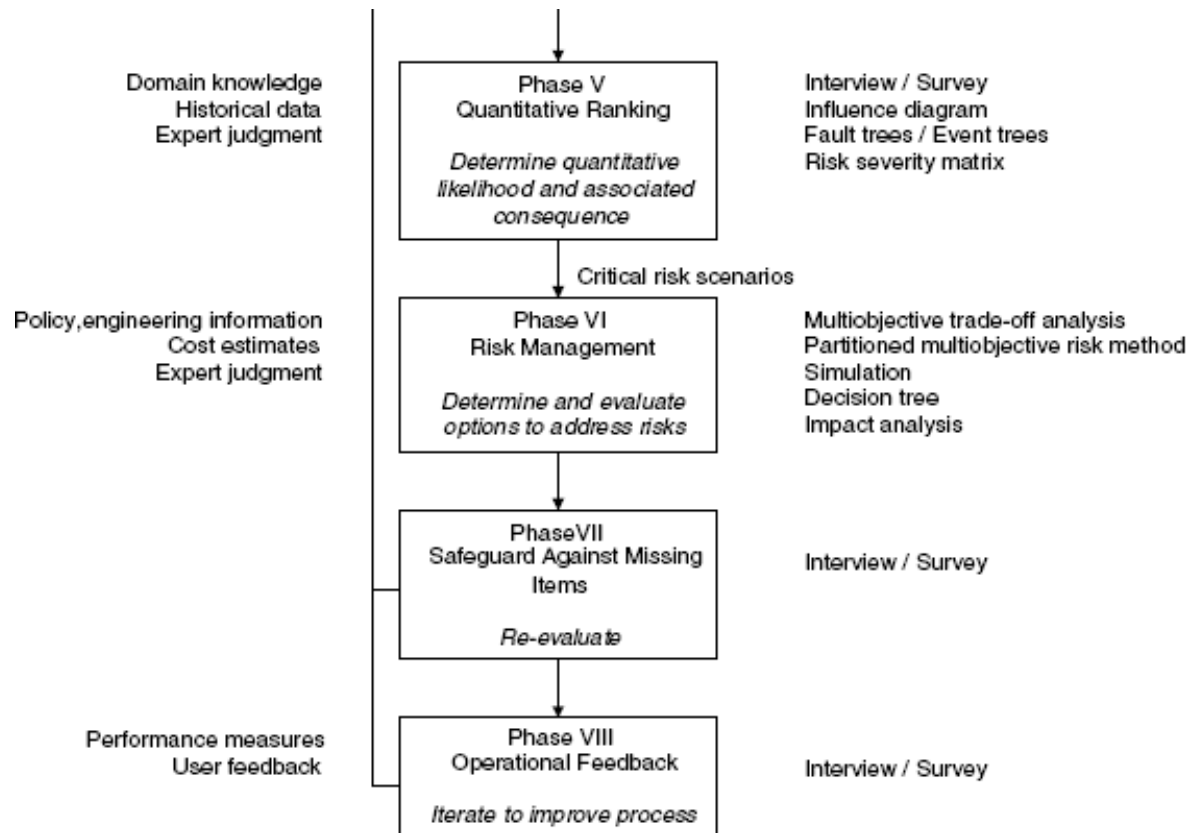 Domain knowledge
Historical data
Expert judgment
Phase V
Quantitative Ranking
Determine quantitative
likelihood and associated
consequence
Interview / Survey
Influence diagram
Fault trees / Event trees
Risk severity matrix
Critical risk scenarios
Policy,engineering information
Cost estimates
Expert judgment
Phase VI
Risk Management
Determine and evaluate
options to address risks
Multiobjective trade-off analysis
Partitioned multiobjective risk method
Simulation
Decision tree
Impact analysis
PhaseVII
Safeguard Against Missing
Items
Re-evaluate
Interview / Survey
Performance measures
User feedback
Phase VIII
Operational Feedback
Iterate to improve process
Interview / Survey